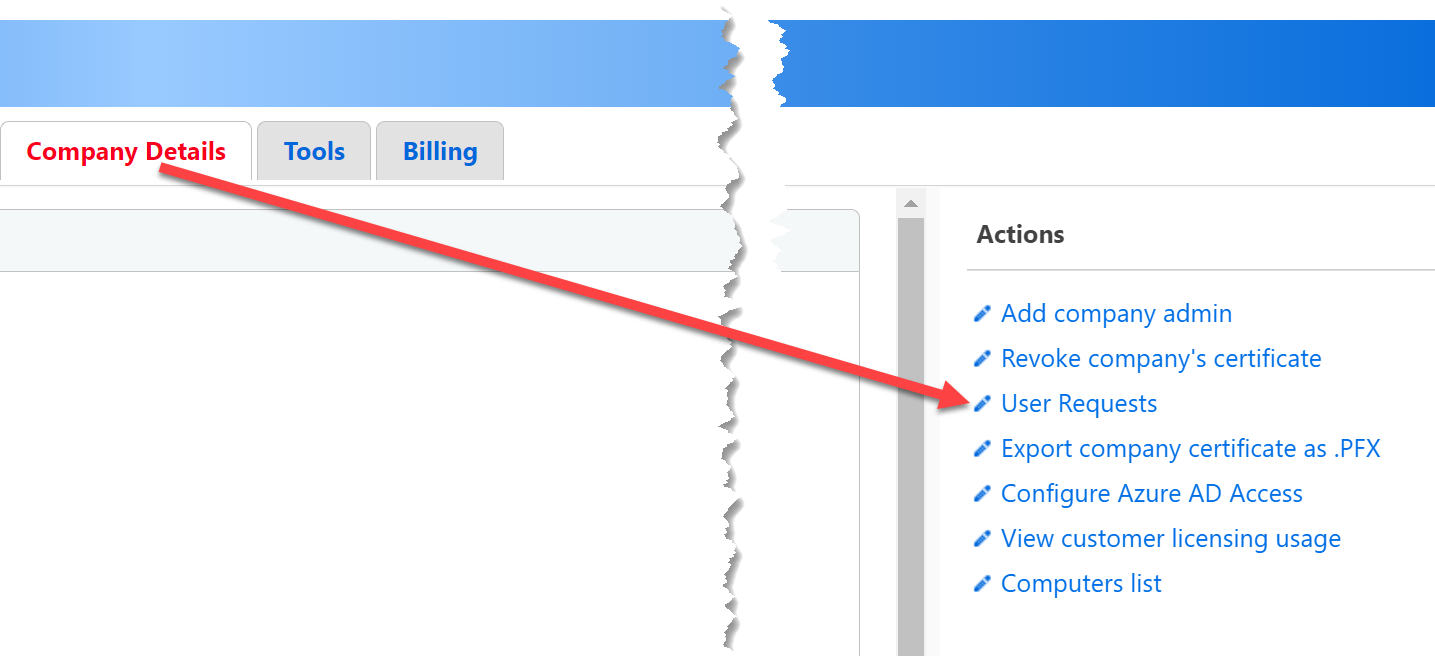 Company Details
Tools
Billing
Actions
Add company admin
Revoke company's certificate
User Requests
Export company certificate as .PFX
Configure Azure AD Access
View customer licensing usage
Computers list